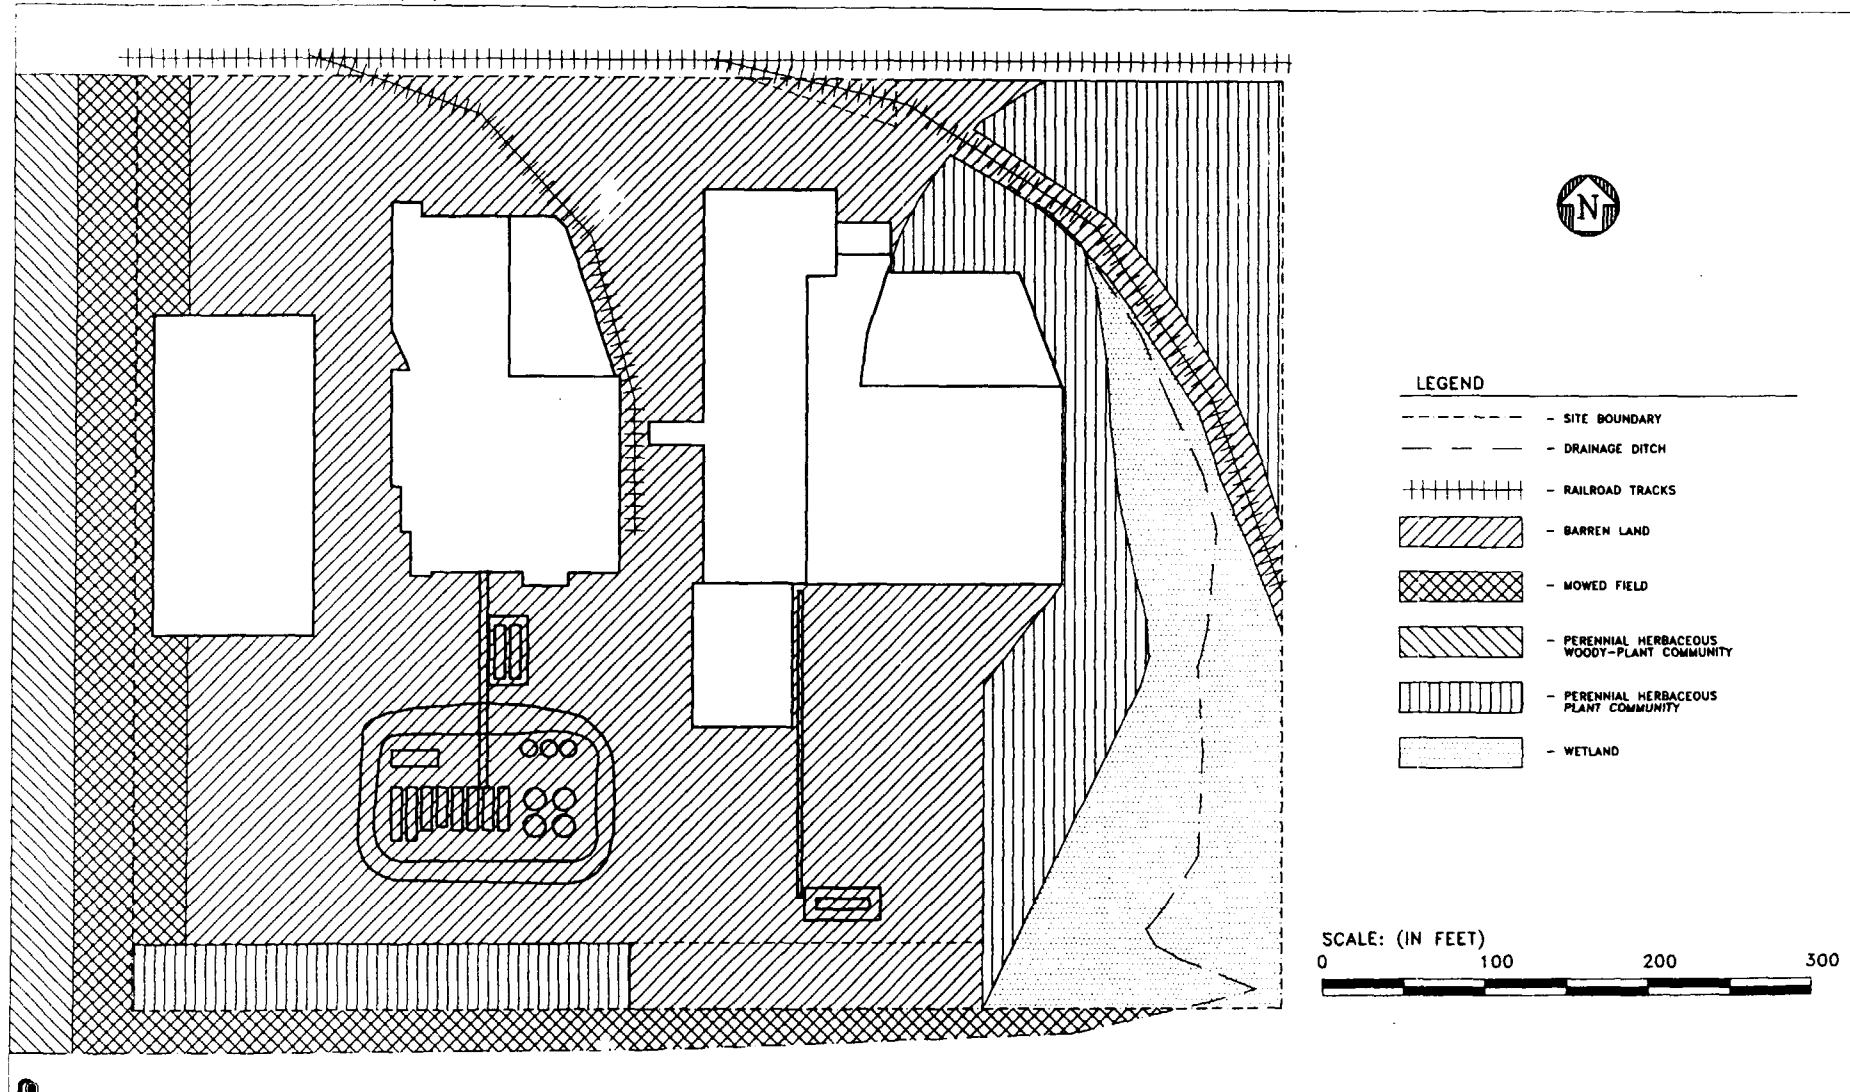 N
LEGEND
- SITE BOUNDARY
- DRAINAGE DITCH
- RAILROAD TRACKS
- BARREN LAND
- MOWED FIELD
- PERENNIAL HERBACEOUS
WOODY-PLANT COMMUNITY
- PERENNIAL HERBACEOUS
PLANT COMMUNITY
- WETLAND
SCALE: (IN FEET)
0 100 200 300